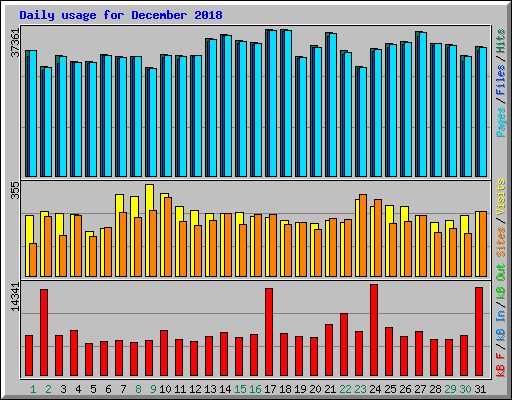 Daily usage for December 2018
37361
Pages / Files / Hits
355
Sites / Visits
14341
kB F / kB In / kB Out
1 2 3 4 5 6 7 8 9 10 11 12 13 14 15 16 17 18 19 20 21 22 23 24 25 26 27 28 29 30 31